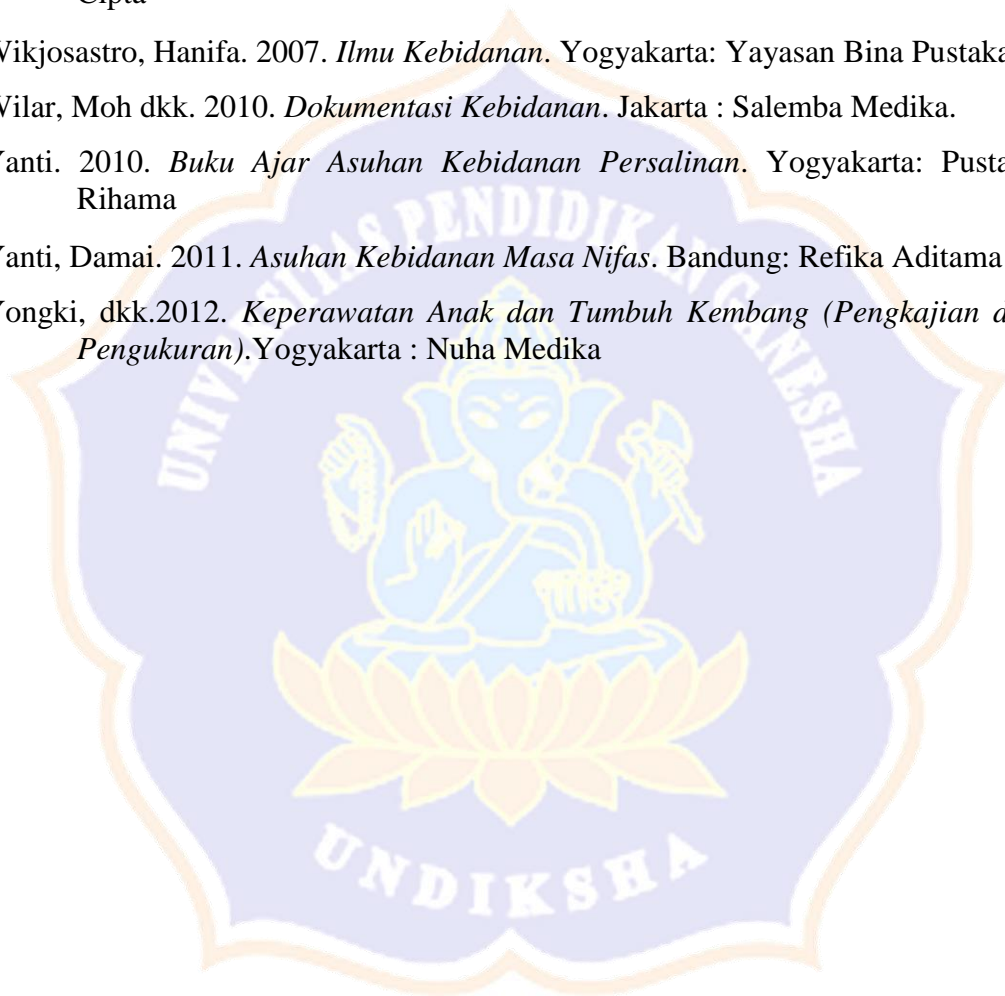 Cipta
Wikjosastro, Hanifa. 2007. Ilmu Kebidanan. Yogyakarta: Yayasan Bina Pustaka
Wilar, Moh dkk. 2010. Dokumentasi Kebidanan. Jakarta : Salemba Medika.
Yanti. 2010. Buku Ajar Asuhan Kebidanan Persalinan. Yogyakarta: Pusta
Rihama
Yanti, Damai. 2011. Asuhan Kebidanan Masa Nifas. Bandung: Refika Aditama
Yongki, dkk.2012. Keperawatan Anak dan Tumbuh Kembang (Pengkajian d
Pengukuran).Yogyakarta : Nuha Medika
UNIVERSITAS PENDIDIKAN GANESHA
UNDIKSHA